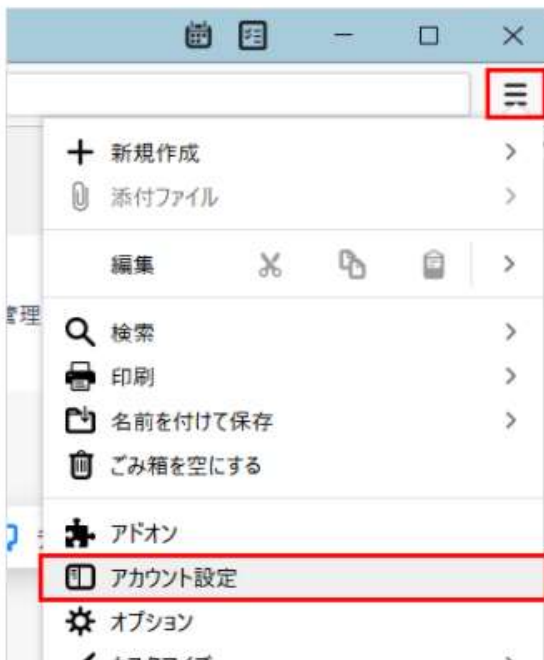 新規作成
添付ファイル
編集
管理
検索
印刷
名前を付けて保存
ごみ箱を空にする
アドオン
アカウント設定
オプション